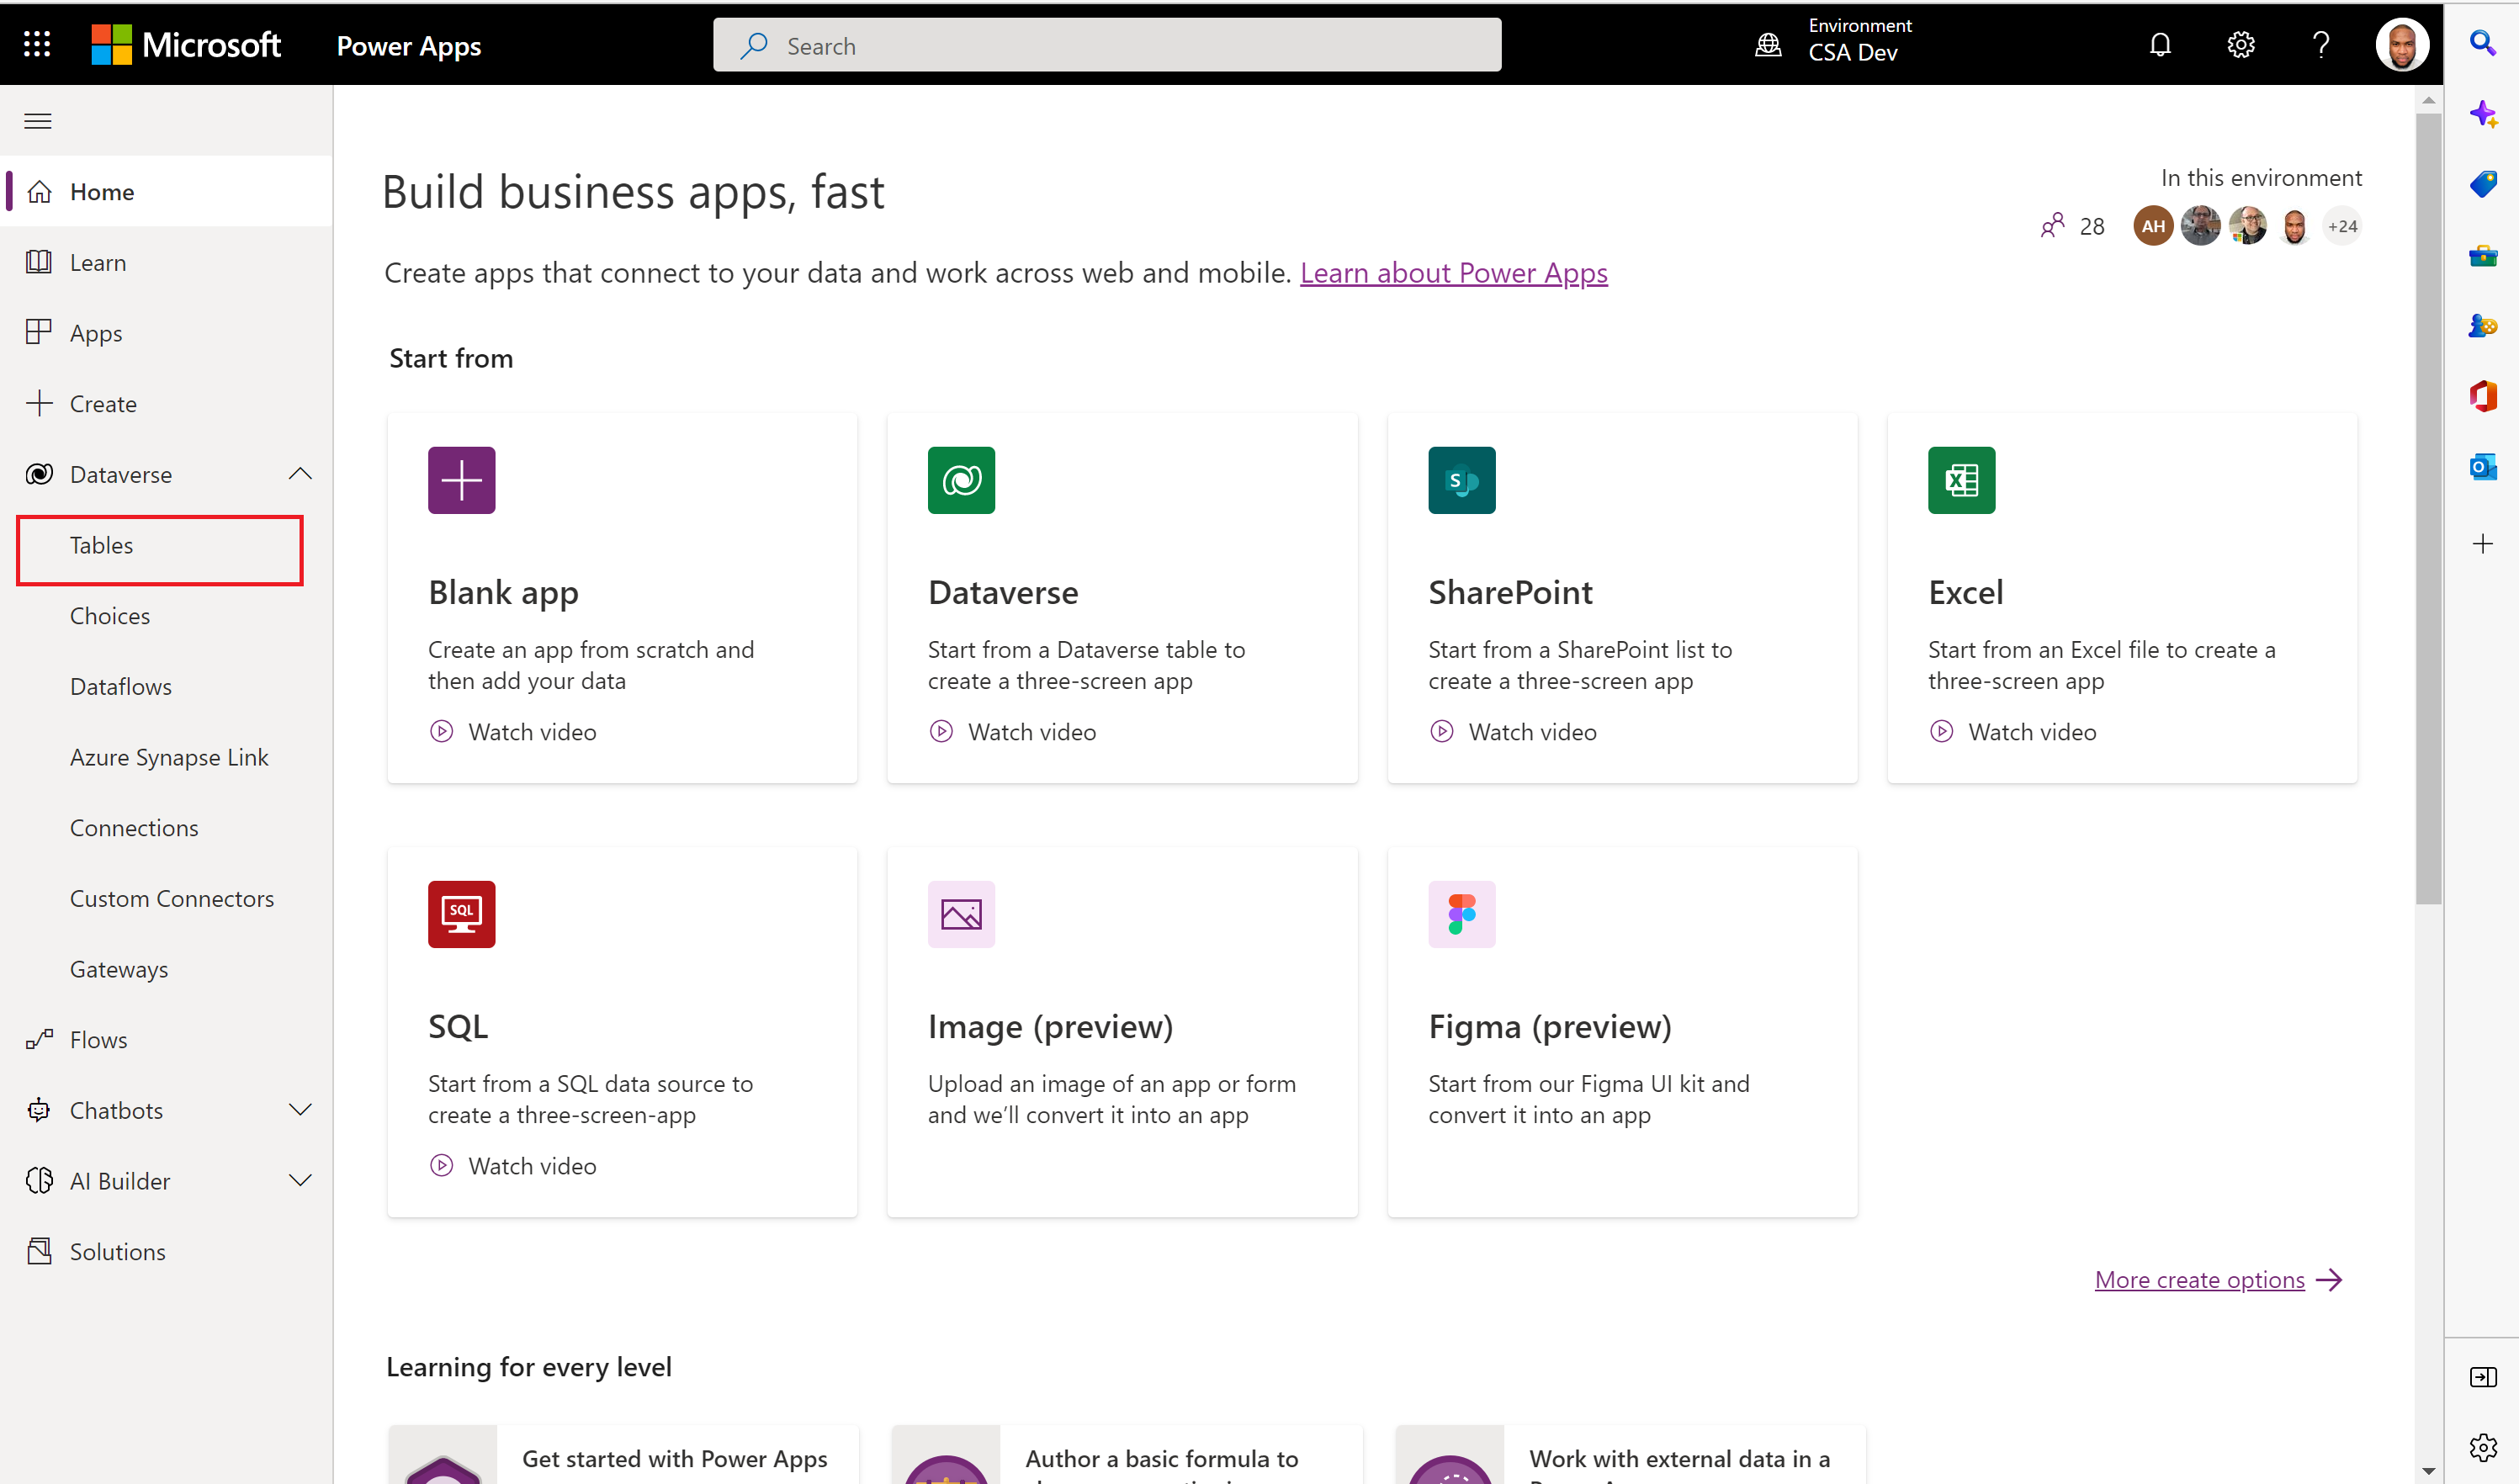 Microsoft
Power Apps
Search
Environment
CSA Dev
Home
Learn
Apps
Create
Dataverse
Tables
Choices
Dataflows
Azure Synapse Link
Connections
Custom Connectors
Gateways
Flows
Chatbots
AI Builder
Solutions
Build business apps, fast
In this environment
28
AH
+24
Create apps that connect to your data and work across web and mobile. Learn about Power Apps
Start from
Blank app
Create an app from scratch and
then add your data
Watch video
Dataverse
Start from a Dataverse table to
create a three-screen app
Watch video
S
SharePoint
Start from a SharePoint list to
create a three-screen app
Watch video
X
Excel
Start from an Excel file to create a
three-screen app
Watch video
SQL
SQL
Start from a SQL data source to
create a three-screen-app
Watch video
Image (preview)
Upload an image of an app or form
and we’ll convert it into an app
Figma (preview)
Start from our Figma UI kit and
convert it into an app
More create options
Learning for every level
Get started with Power Apps
Author a basic formula to
Work with external data in a